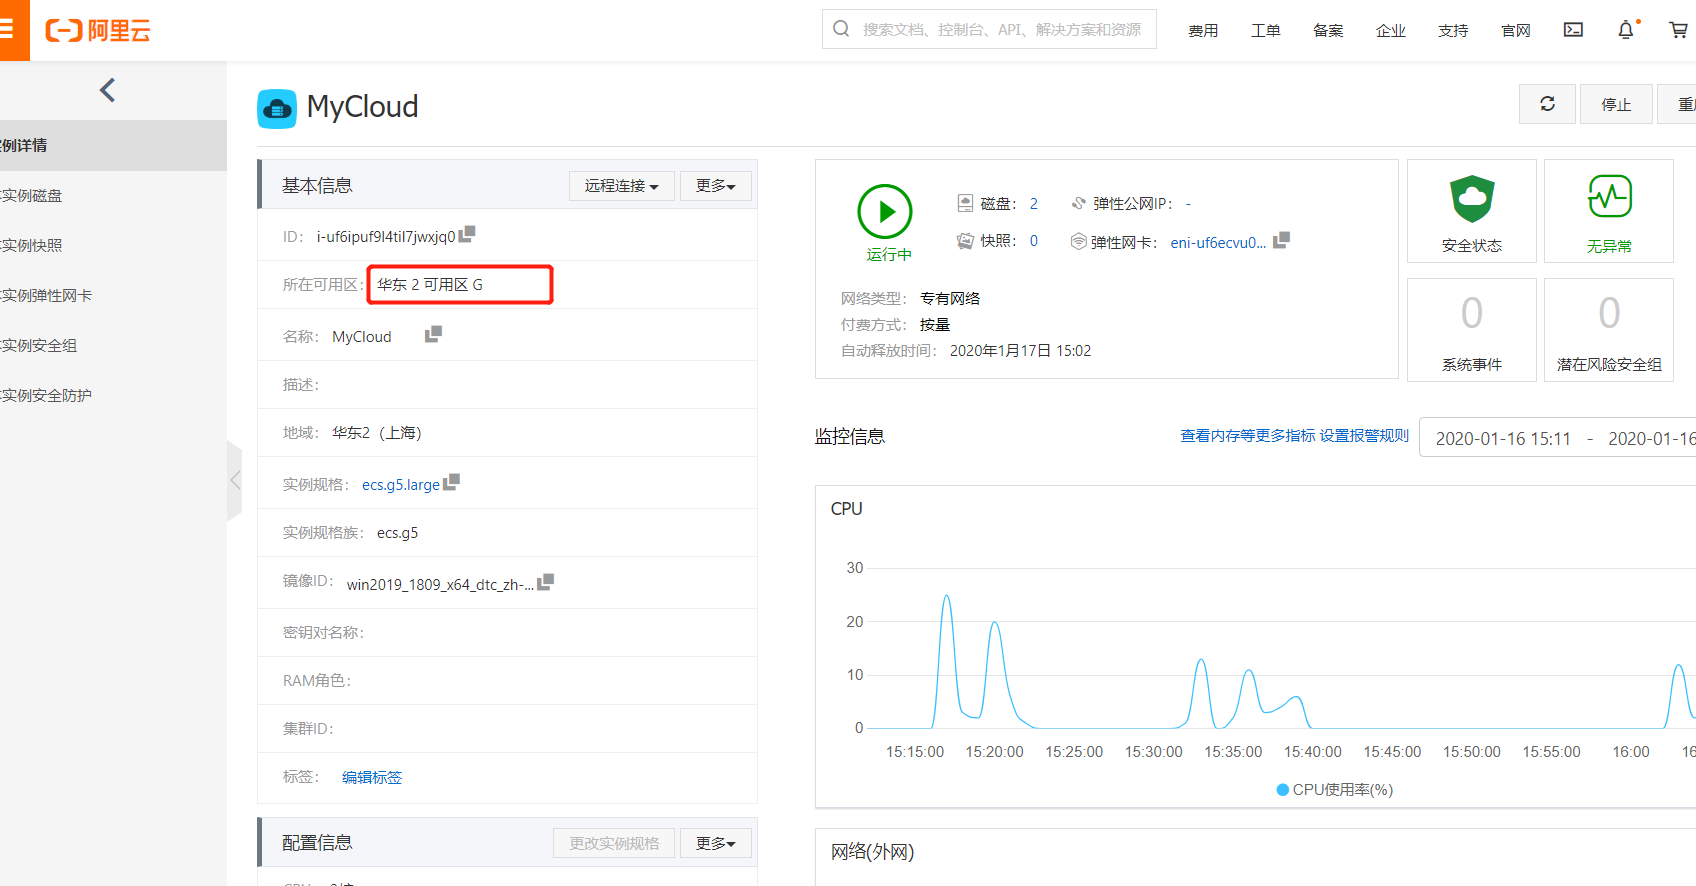 阿里云
搜索文档、控制台、API、解决方案和资源
费用 工单 备案 企业 支持 官网
MyCloud
停止
实例详情
本实例磁盘
本实例快照
本实例弹性网卡
本实例安全组
本实例安全防护
基本信息
远程连接 更多
ID： i-uf6ipuf9l4til7jwxjq0
所在可用区： 华东 2 可用区 G
名称： MyCloud
描述：
地域： 华东2（上海）
实例规格： ecs.g5.large
实例规格族： ecs.g5
镜像ID： win2019_1809_x64_dtc_zh-...
密钥对名称：
RAM角色：
集群ID：
标签： 编辑标签
配置信息
更改实例规格 更多
运行中
磁盘： 2 弹性公网IP： -
快照： 0 弹性网卡： eni-uf6ecvu0...
网络类型： 专有网络
付费方式： 按量
自动释放时间： 2020年1月17日 15:02
安全状态
无异常
0
系统事件
0
潜在风险安全组
监控信息
查看内存等更多指标 设置报警规则 2020-01-16 15:11 - 2020-01-16
CPU
30
20
10
0
15:15:00 15:20:00 15:25:00 15:30:00 15:35:00 15:40:00 15:45:00 15:50:00 15:55:00 16:00 16
CPU使用率(%)
网络(外网)